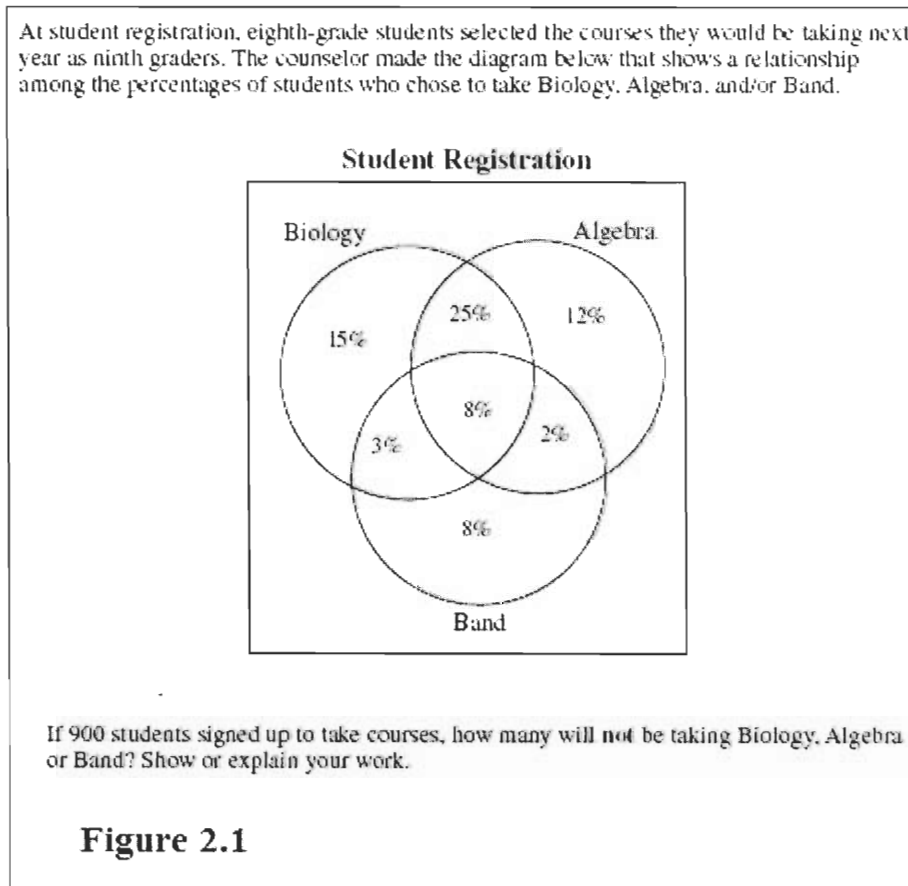 At student registration, eighth-grade students selected the courses they would be taking next
year as ninth graders. The counselor made the diagram below that shows a relationship
among the percentages of students who chose to take Biology, Algebra, and/or Band.
Student Registration
Biology
Algebra
25%
12%
15%
8%
2%
3%
8%
Band
If 900 students signed up to take courses, how many will not be taking Biology, Algebra
or Band? Show or explain your work.
Figure 2.1